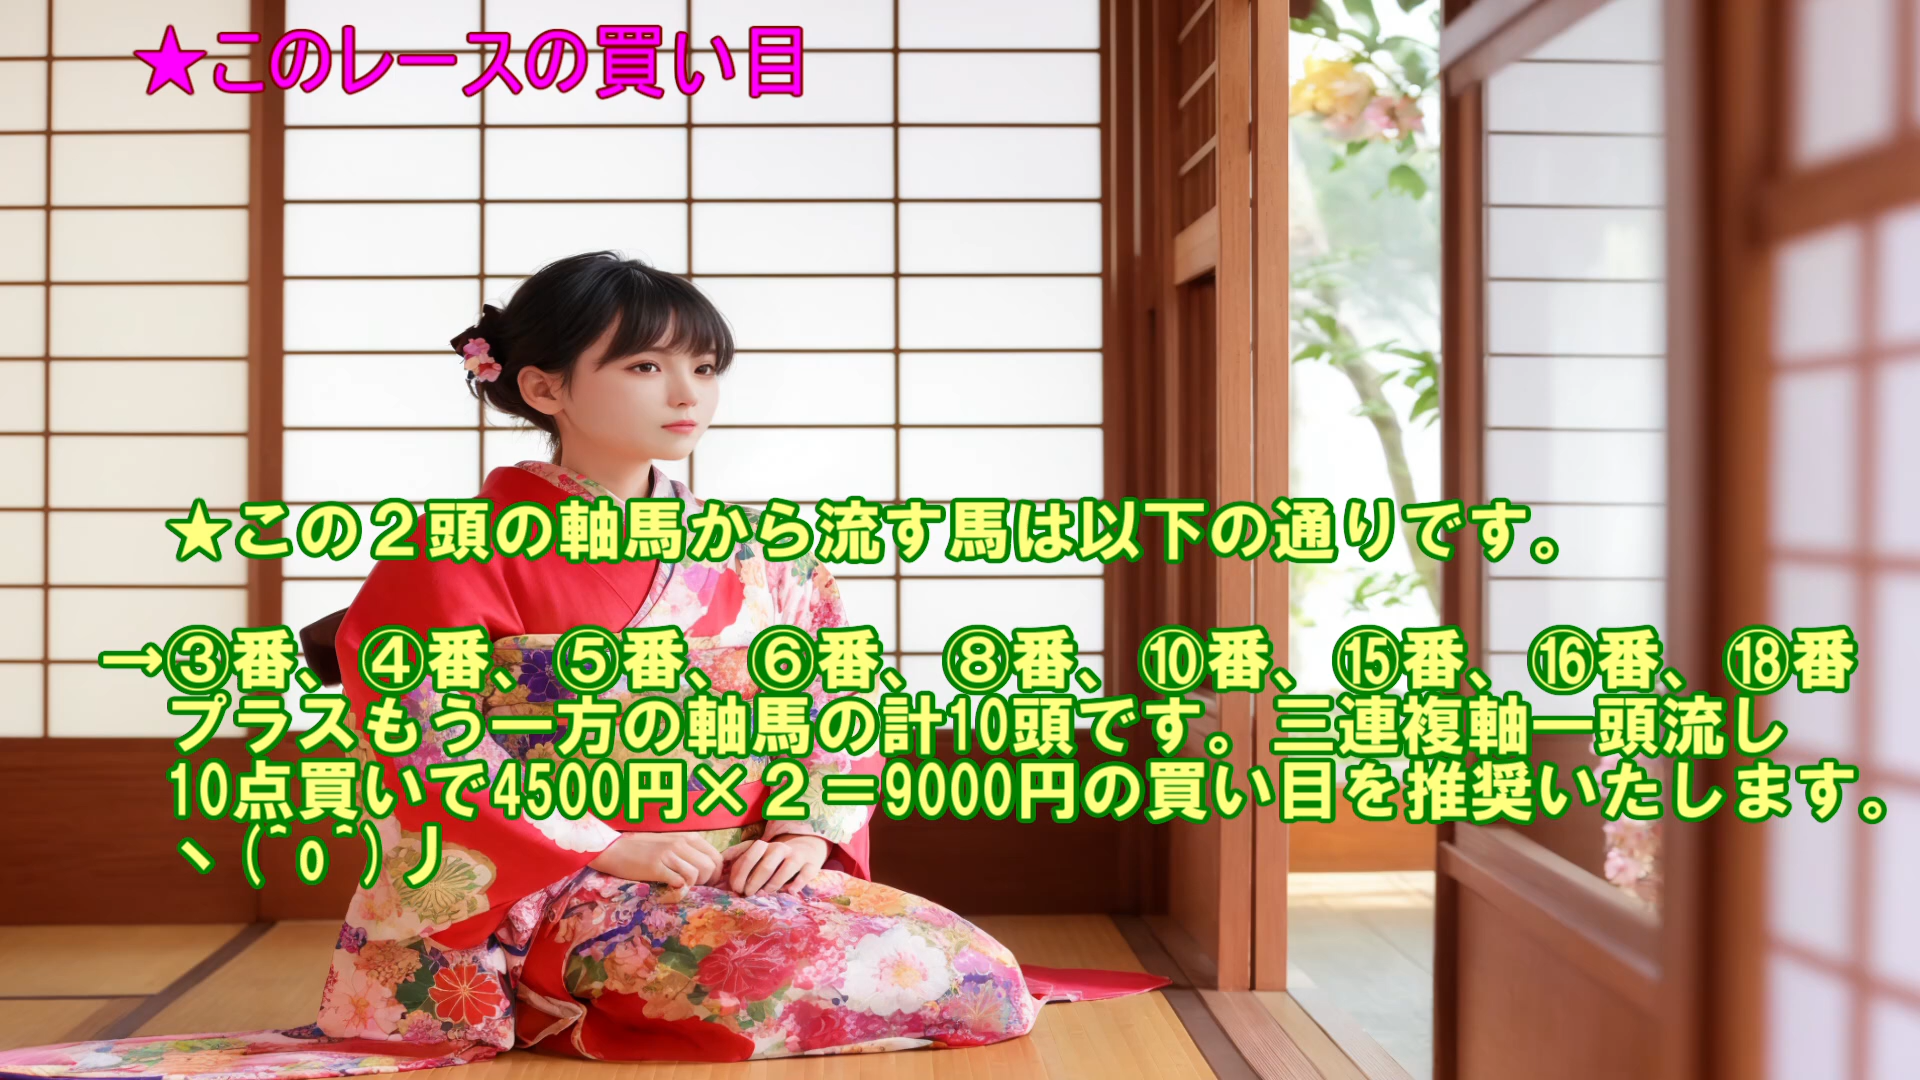 ★このレースの買い目
★この２頭の軸馬から流す馬は以下の通りです。
→③番、④番、⑤番、⑥番、⑧番、⑩番、⑮番、⑯番、⑱番
プラスもう一方の軸馬の計10頭です。三連複軸一頭流し
10点買いで4500円×２＝9000円の買い目を推奨いたします。
ヽ(＾o＾)丿